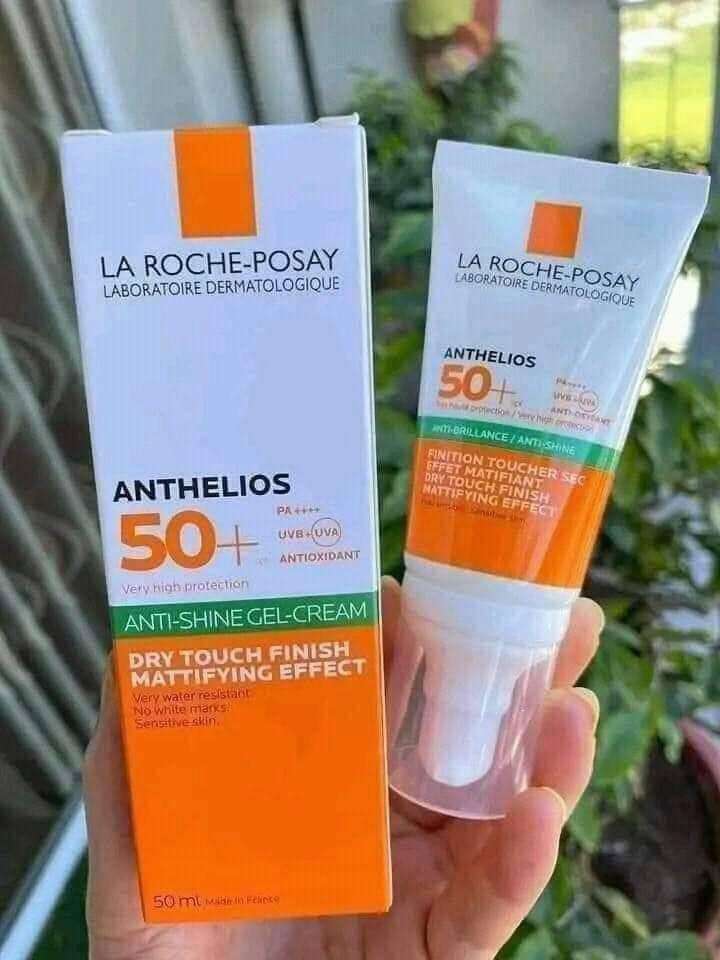 LA ROCHE-POSAY
LABORATOIRE DERMATOLOGIQUE
ANTHELIOS
50+
PA++++
UVB+UVA
ANTIOXIDANT
Very high protection
ANTI-SHINE GEL-CREAM
DRY TOUCH FINISH
MATTIFYING EFFECT
Very water resistant.
No white marks.
Sensitive skin.
50 ml Made in France
LA ROCHE-POSAY
LABORATOIRE DERMATOLOGIQUE
ANTHELIOS
50+
PA++++
UVB+UVA
ANTI-OXYDANT
protection / Very high protection
ANTI-BRILLANCE / ANTI-SHINE
FINITION TOUCHER SEC
EFFET MATIFIANT
DRY TOUCH FINISH
MATTIFYING EFFECT
Sensitive skin